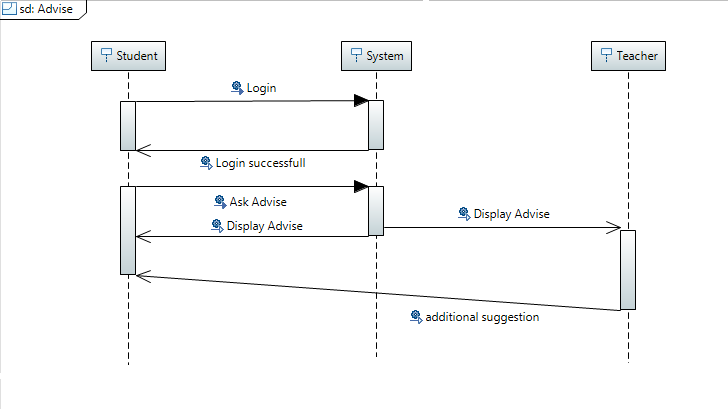 sd: Advise
Student
System
Teacher
Login
Login successfull
Ask Advise
Display Advise
Display Advise
additional suggestion